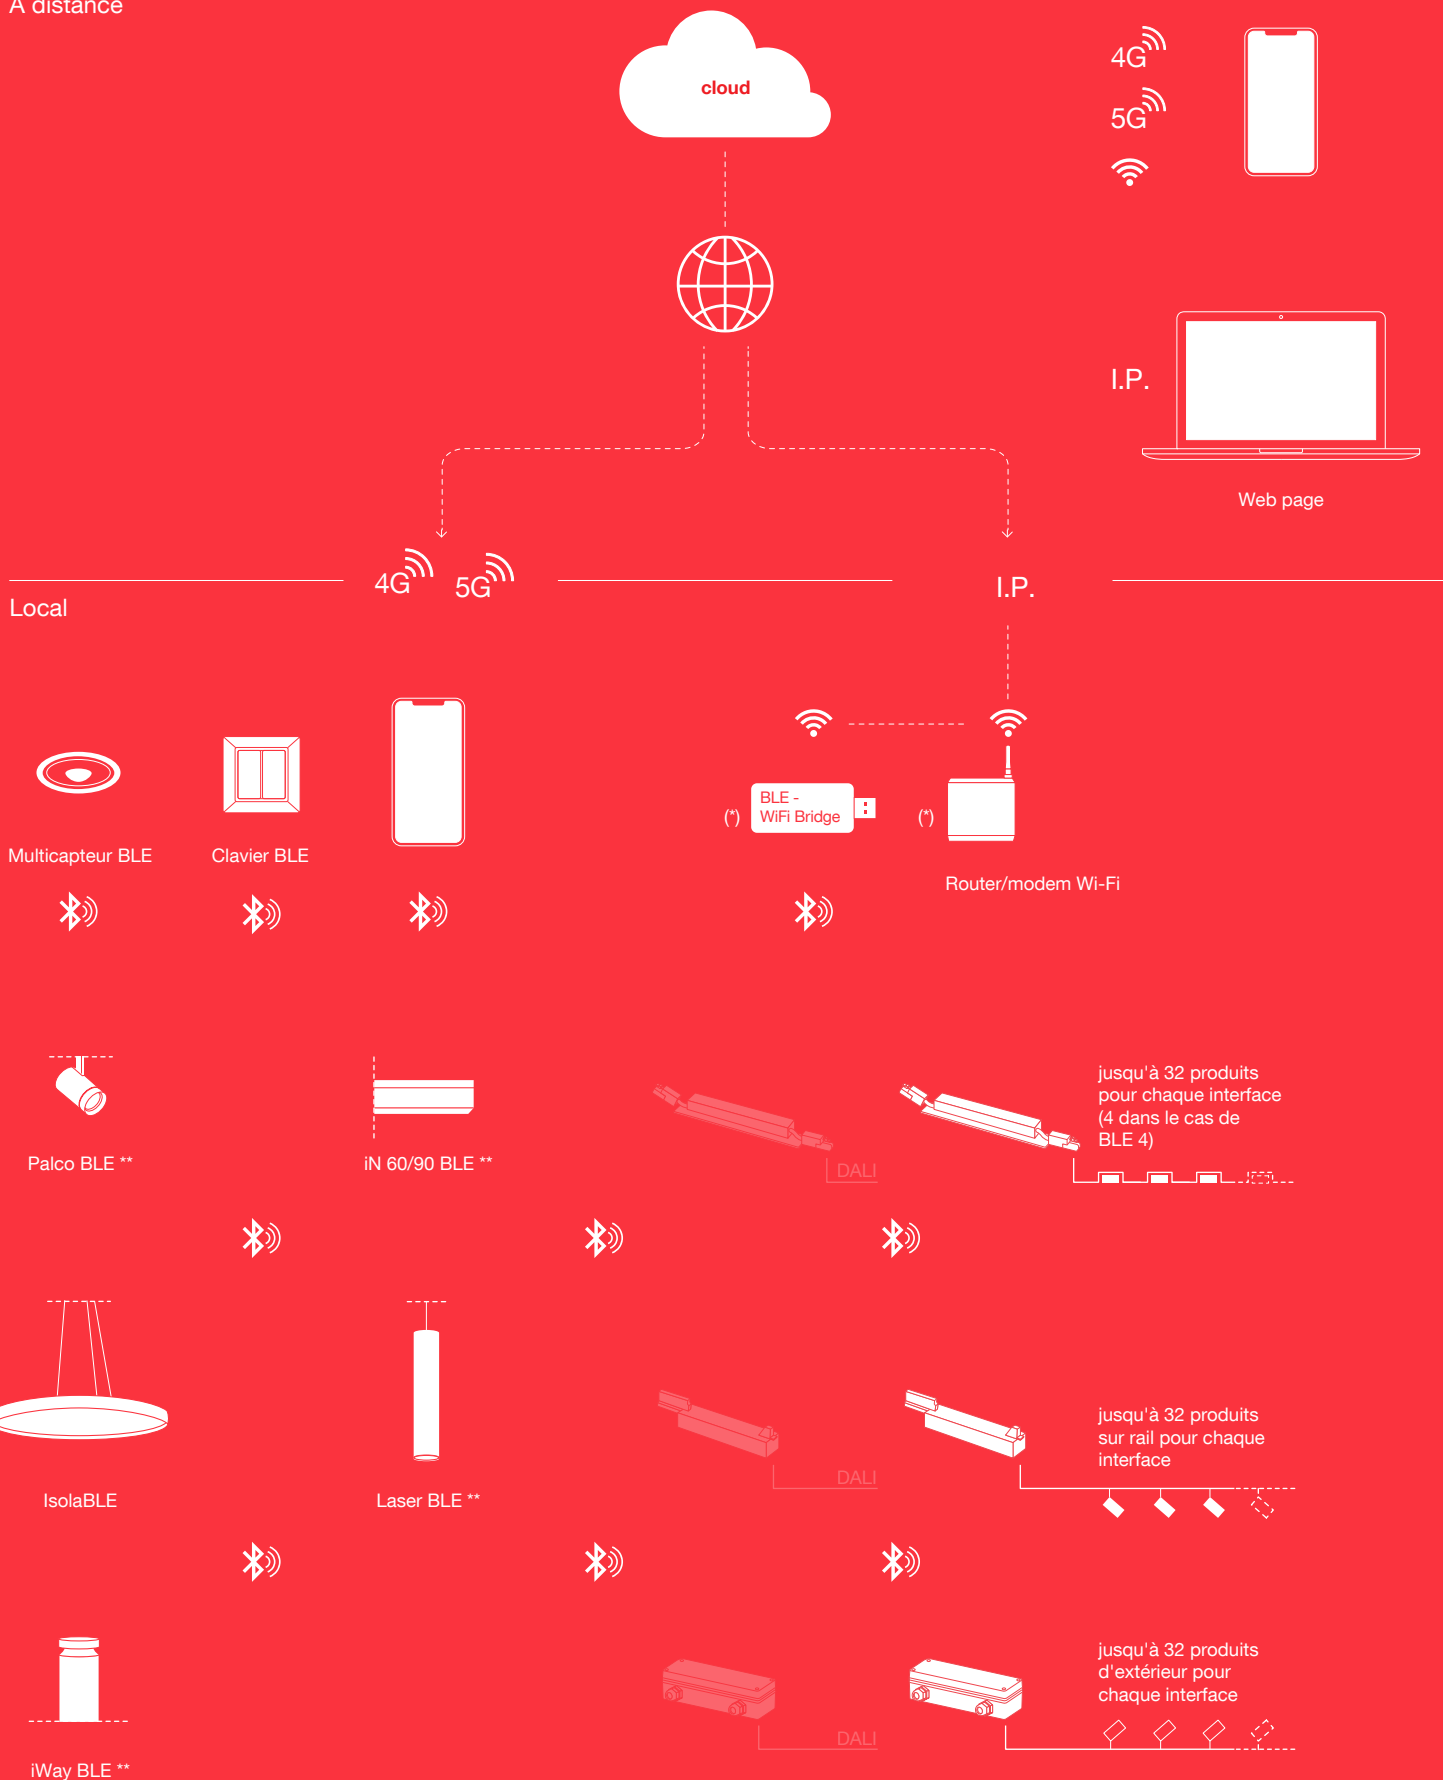 A distance
cloud
4G
5G
I.P.
Web page
4G 5G
I.P.
Local
BLE -
WiFi Bridge
(*)
(*)
Multicapteur BLE
Clavier BLE
Router/modem Wi-Fi
Palco BLE **
iN 60/90 BLE **
DALI
jusqu'à 32 produits
pour chaque interface
(4 dans le cas de
BLE 4)
IsolaBLE
Laser BLE **
DALI
jusqu'à 32 produits
sur rail pour chaque
interface
iWay BLE **
DALI
jusqu'à 32 produits
d'extérieur pour
chaque interface